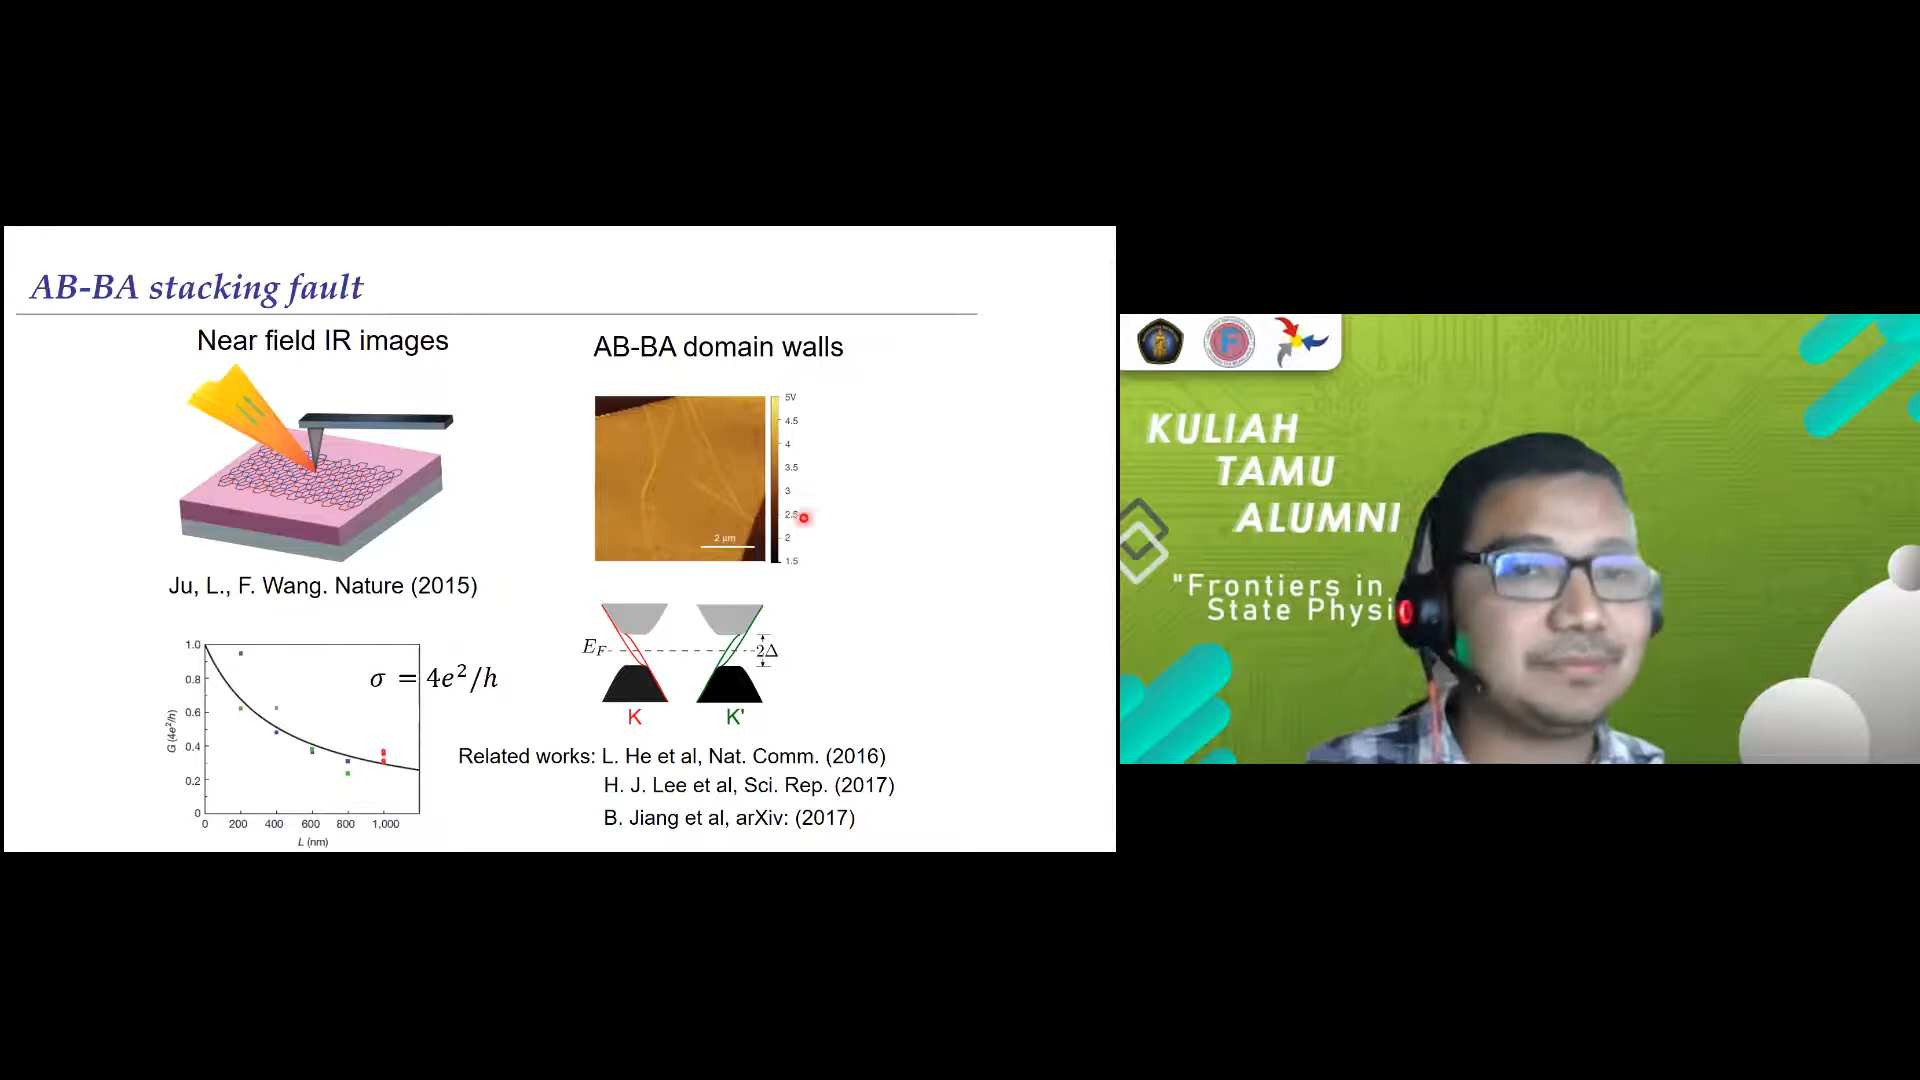 AB-BA stacking fault
Near field IR images
AB-BA domain walls
5V
4.5
4
3.5
3
2.5
2
1.5
2 μm
Ju, L., F. Wang. Nature (2015)
1.0
0.8
0.6
0.4
0.2
0
G (4e²/h)
0 200 400 600 800 1,000
L (nm)
σ = 4e²/h
E_F
2Δ
K K'
Related works: L. He et al, Nat. Comm. (2016)
H. J. Lee et al, Sci. Rep. (2017)
B. Jiang et al, arXiv: (2017)
F
KULIAH
TAMU
ALUMNI
"Frontiers in
State Physi